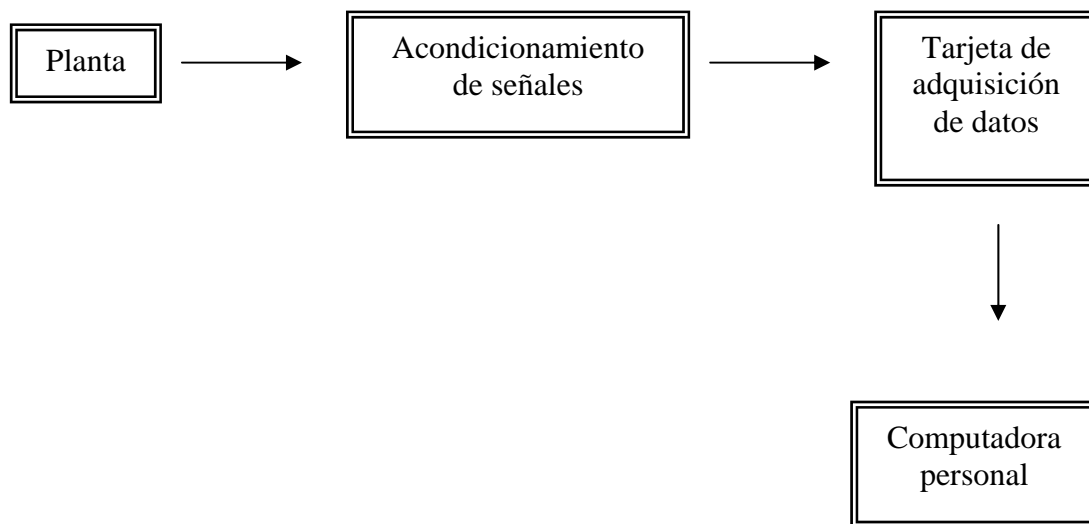 Planta
Acondicionamiento
de señales
Tarjeta de
adquisición
de datos
Computadora
personal